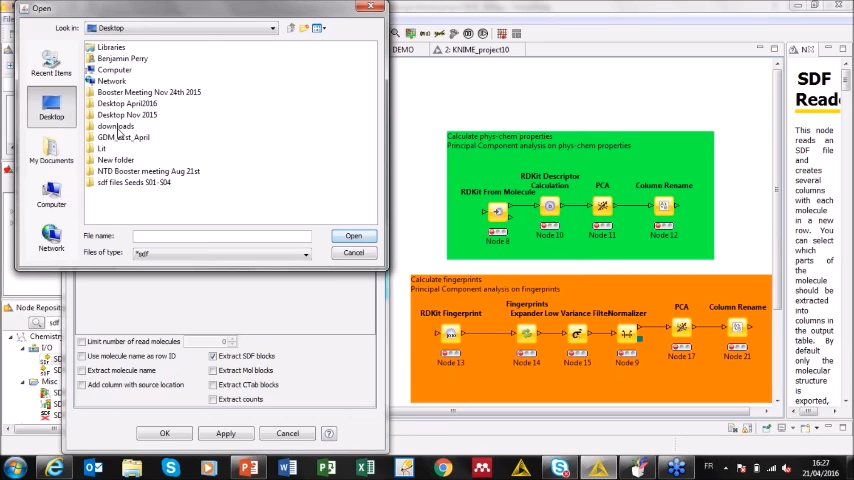 Open
Look in:
Desktop
Recent Items
Desktop
My Documents
Computer
Network
Libraries
Benjamin Perry
Computer
Network
Booster Meeting Nov 24th 2015
Desktop April2016
Desktop Nov 2015
downloads
Lit
New folder
NTD Booster meeting Aug 21st
sdf files Seeds S01-S04
File name:
Open
Files of type:
*sdf
Cancel
Limit number of read molecules
0
Use molecule name as row ID
Extract SDF blocks
Extract molecule name
Extract Mol blocks
Add column with source location
Extract CTab blocks
Extract counts
OK
Apply
Cancel
Node Reposito
sdf
Chemistry
I/O
Misc
DEMO
2: KNIME_project10
Calculate phys-chem properties
Principal Component analysis on phys-chem properties
RDKit From Molecule
Node 8
RDKit Descriptor
Calculation
Node 10
PCA
Node 11
Column Rename
Node 12
Calculate fingerprints
Principal Component analysis on fingerprints
RDKit Fingerprint
Node 13
Fingerprints
Expander
Node 14
Low Variance Filte
Node 15
Normalizer
Node 9
PCA
Node 17
Column Rename
Node 21
SDF
Reade
This node
reads an
SDF file
and
creates
several
columns
with each
molecule
in a new
row. You
can select
which
parts of
the
molecule
should be
extracted
into
columns in
the output
table. By
default
only the
molecular
structure
is
exported,
FR
16:27
21/04/2016